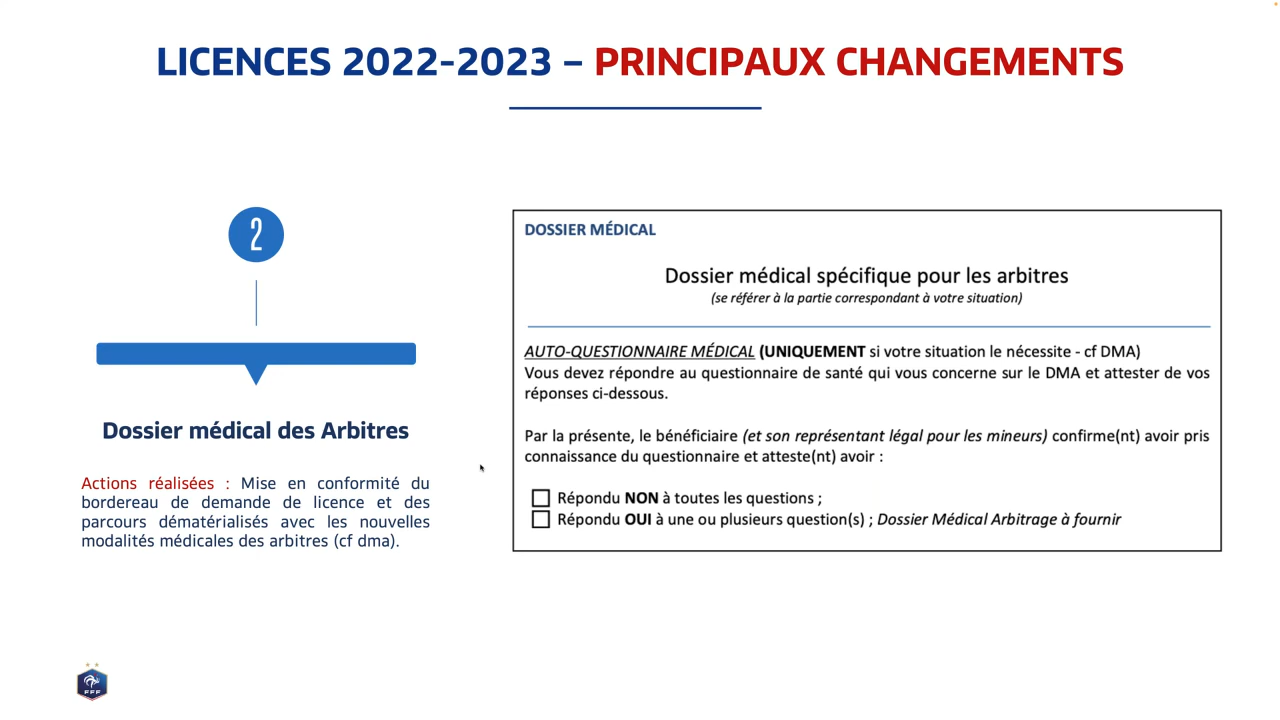 LICENCES 2022-2023 – PRINCIPAUX CHANGEMENTS
2
Dossier médical des Arbitres
Actions réalisées : Mise en conformité du
bordereau de demande de licence et des
parcours dématérialisés avec les nouvelles
modalités médicales des arbitres (cf dma).
DOSSIER MÉDICAL
Dossier médical spécifique pour les arbitres
(se référer à la partie correspondant à votre situation)
AUTO-QUESTIONNAIRE MÉDICAL (UNIQUEMENT si votre situation le nécessite - cf DMA)
Vous devez répondre au questionnaire de santé qui vous concerne sur le DMA et attester de vos
réponses ci-dessous.
Par la présente, le bénéficiaire (et son représentant légal pour les mineurs) confirme(nt) avoir pris
connaissance du questionnaire et atteste(nt) avoir :
Répondu NON à toutes les questions ;
Répondu OUI à une ou plusieurs question(s) ; Dossier Médical Arbitrage à fournir
FFF